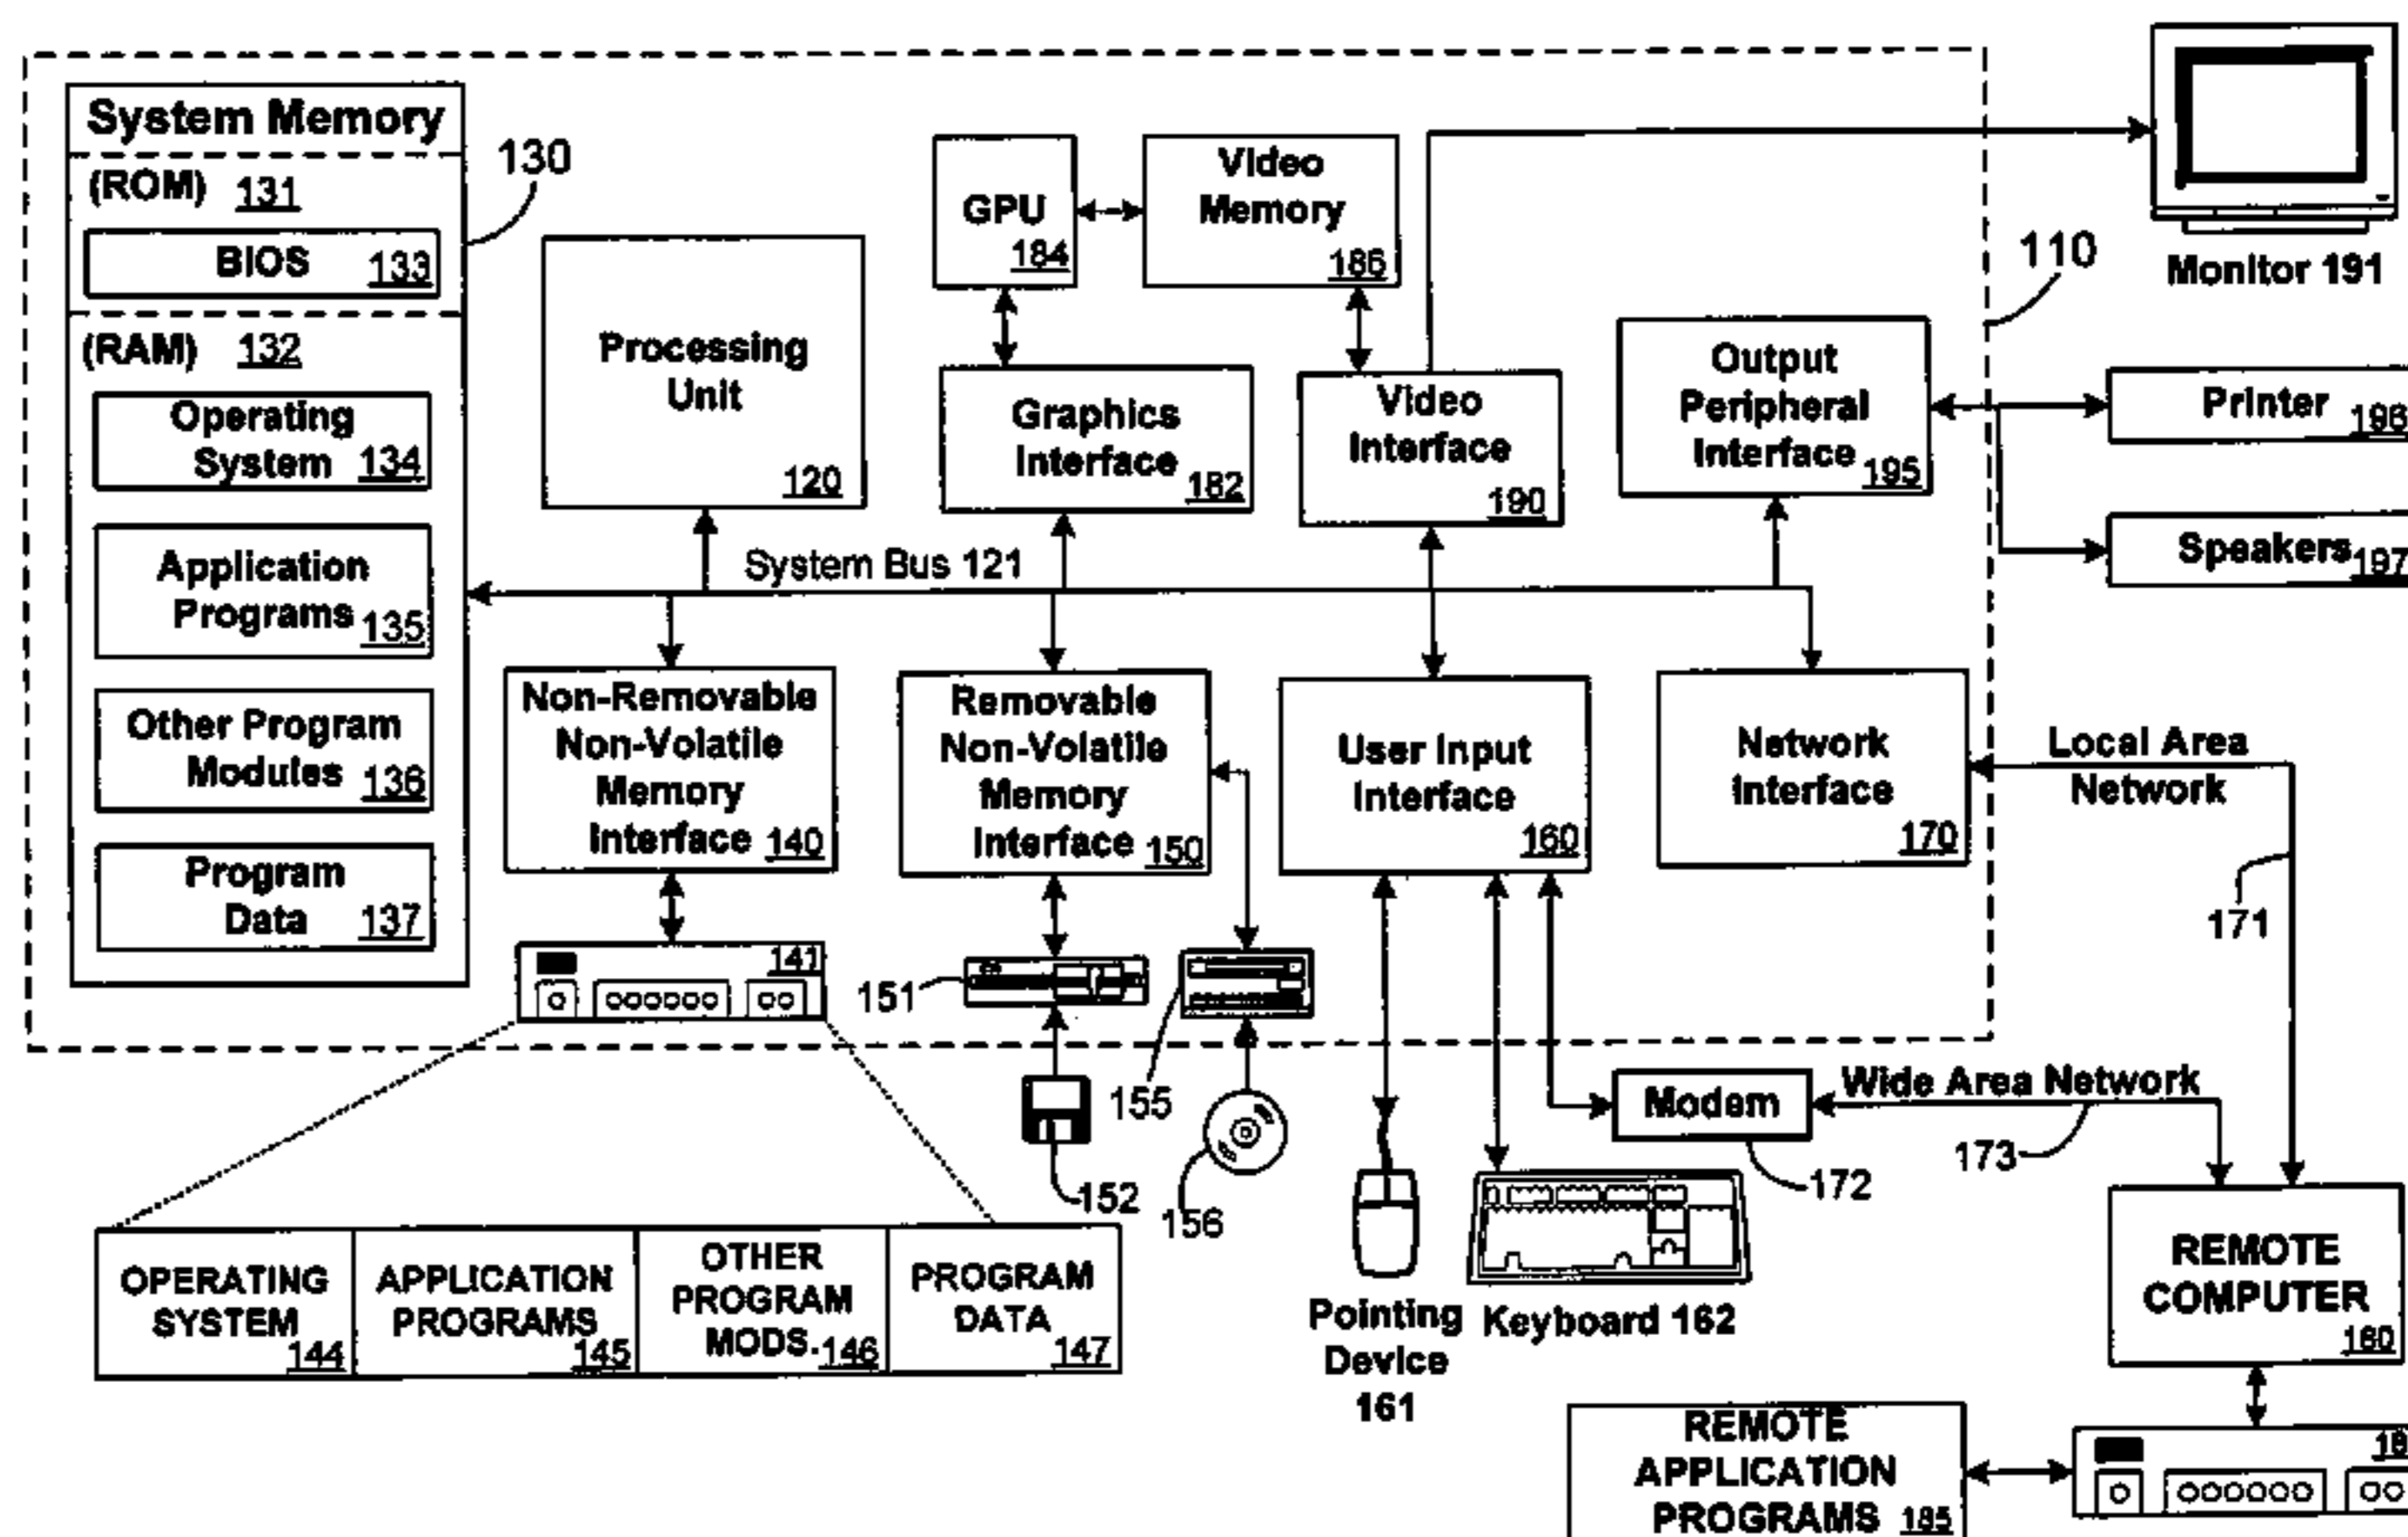 System Memory
(ROM) 131
BIOS 133
(RAM) 132
Operating
System 134
Application
Programs 135
Other Program
Modules 136
Program
Data 137
130
Processing
Unit
120
GPU
184
Video
Memory
186
Graphics
Interface
182
Video
Interface
190
Output
Peripheral
Interface 195
110
Monitor 191
Printer 196
Speakers 197
System Bus 121
Non-Removable
Non-Volatile
Memory
Interface 140
Removable
Non-Volatile
Memory
Interface 150
User Input
Interface
160
Network
Interface
170
Local Area
Network
171
141
151
155
152
156
Modem
172
Wide Area Network
173
OPERATING
SYSTEM
144
APPLICATION
PROGRAMS
145
OTHER
PROGRAM
MODS. 146
PROGRAM
DATA
147
Pointing
Device
161
Keyboard 162
REMOTE
COMPUTER
180
REMOTE
APPLICATION
PROGRAMS 185